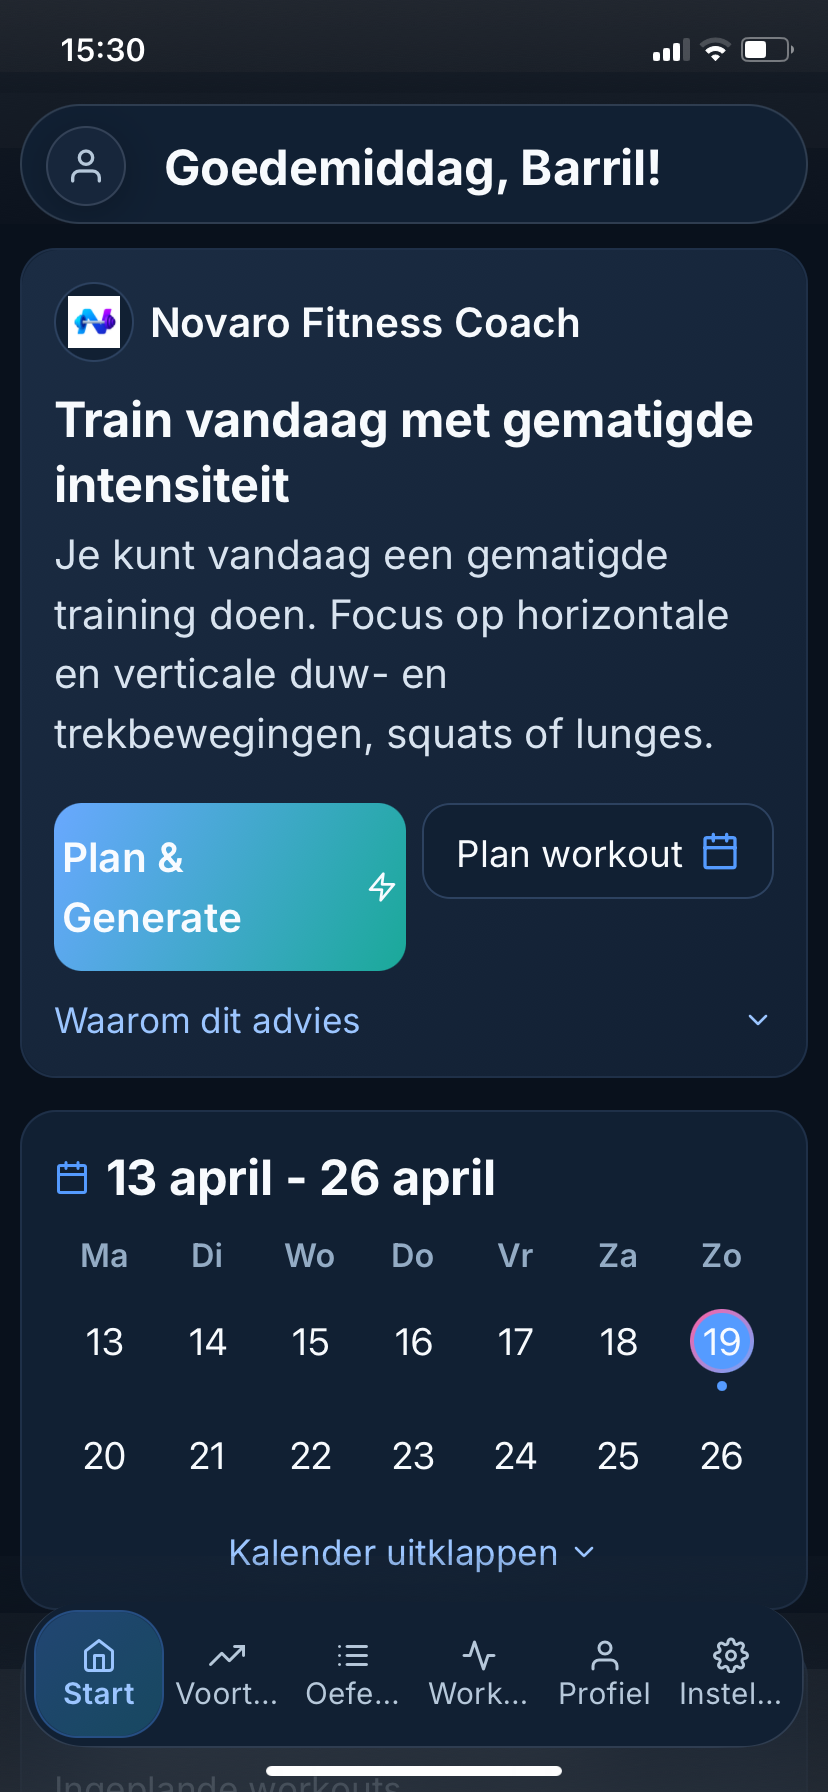 15:30
Goedemiddag, Barril!
Novaro Fitness Coach
Train vandaag met gematigde
intensiteit
Je kunt vandaag een gematigde
training doen. Focus op horizontale
en verticale duw- en
trekbewegingen, squats of lunges.
Plan &
Generate
Plan workout
Waarom dit advies
13 april - 26 april
Ma Di Wo Do Vr Za Zo
13 14 15 16 17 18 19
20 21 22 23 24 25 26
Kalender uitklappen
Start Voort... Oefe... Work... Profiel Instel...
Ingeplande workouts